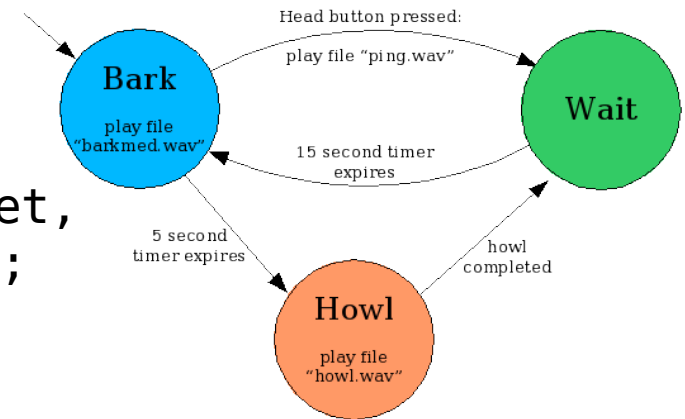 Head button pressed:
play file “ping.wav”
Bark
play file
“barkmed.wav”
Wait
15 second timer
expires
et,
;
5 second
timer expires
howl
completed
Howl
play file
“howl.wav”